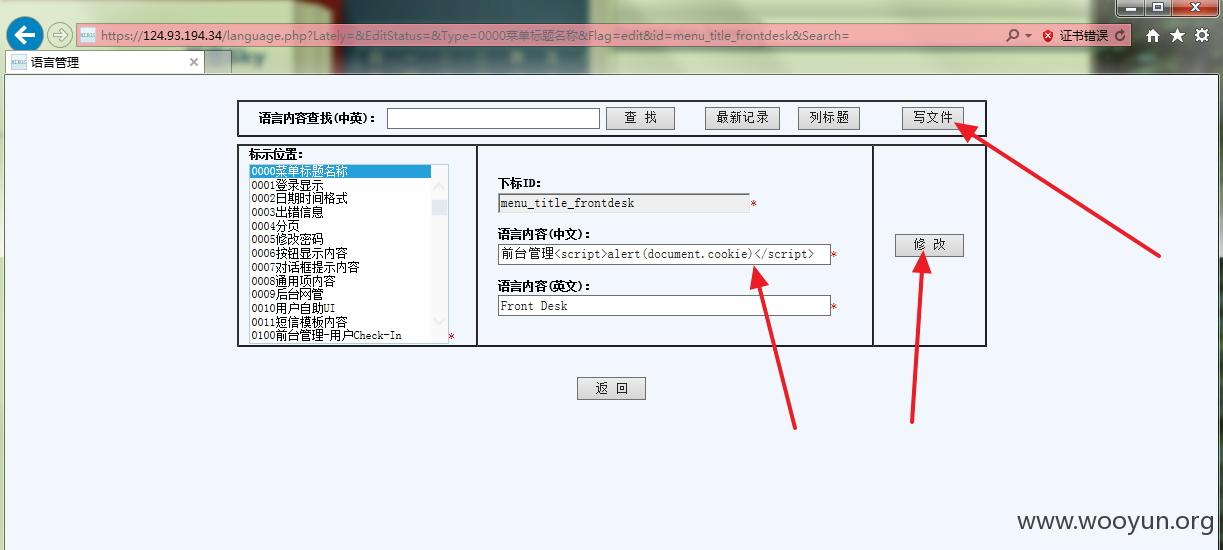 https://124.93.194.34/language.php?Lately=&EditStatus=&Type=0000菜单标题名称&Flag=edit&id=menu_title_frontdesk&Search=
证书错误
语言管理
语言内容查找(中英):
查 找
最新记录
列标题
写文件
标示位置:
0000菜单标题名称
0001登录显示
0002日期时间格式
0003出错信息
0004分页
0005修改密码
0006按钮显示内容
0007对话框提示内容
0008通用项内容
0009后台网管
0010用户自助UI
0011短信模板内容
0100前台管理-用户Check-In
*
下标ID:
menu_title_frontdesk
*
语言内容(中文):
前台管理<script>alert(document.cookie)</script>
*
语言内容(英文):
Front Desk
*
修 改
返 回
www.wooyun.org